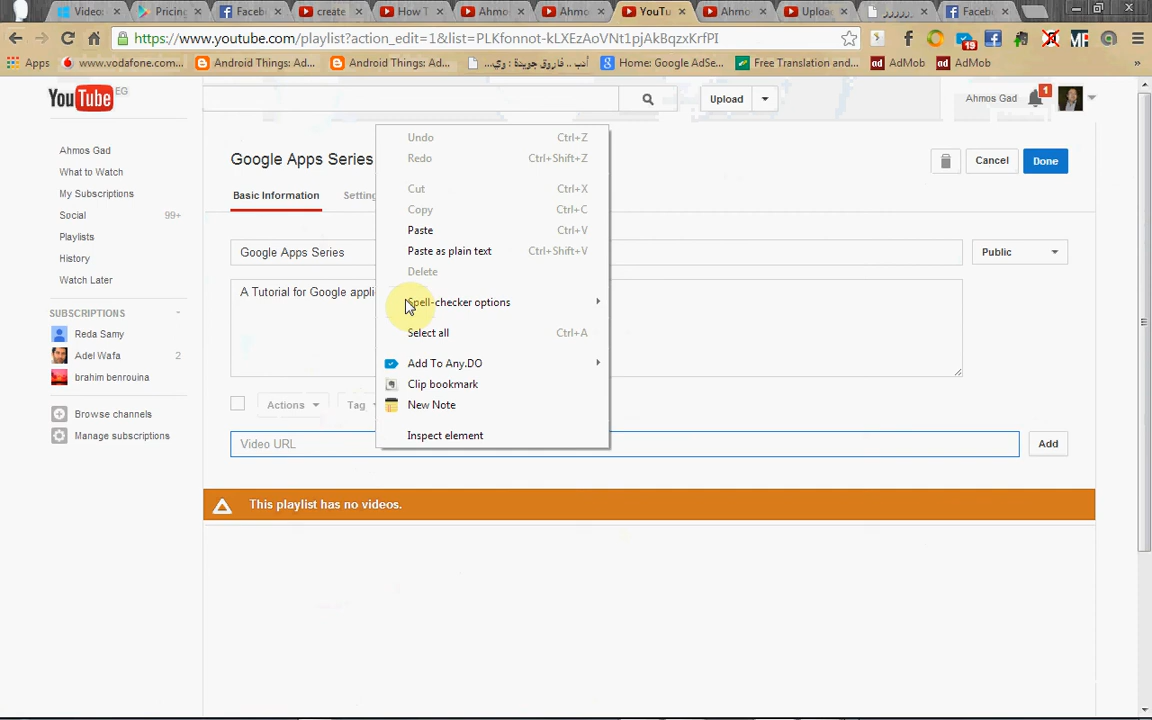 Video
Pricing
Faceb
create
How T
Ahmo
Ahmo
YouTu
Ahmo
Uploa
رررررر
Faceb
https://www.youtube.com/playlist?action_edit=1&list=PLKfonnot-kLXEzAoVNt1pjAkBqzxKrfPI
19
Apps
www.vodafone.com...
Android Things: Ad...
Android Things: Ad...
أنب .. فاروق جويدة : وي...
Home: Google AdSe...
Free Translation and...
AdMob
AdMob
»
YouTube EG
Upload
Ahmos Gad
1
Ahmos Gad
What to Watch
My Subscriptions
Social 99+
Playlists
History
Watch Later
SUBSCRIPTIONS
Reda Samy
Adel Wafa 2
brahim benrouina
Browse channels
Manage subscriptions
Google Apps Series
Cancel
Done
Basic Information
Setting
Google Apps Series
Public
A Tutorial for Google appli
Actions
Tag
Video URL
Add
This playlist has no videos.
Undo Ctrl+Z
Redo Ctrl+Shift+Z
Cut Ctrl+X
Copy Ctrl+C
Paste Ctrl+V
Paste as plain text Ctrl+Shift+V
Delete
Spell-checker options
Select all Ctrl+A
Add To Any.DO
Clip bookmark
New Note
Inspect element